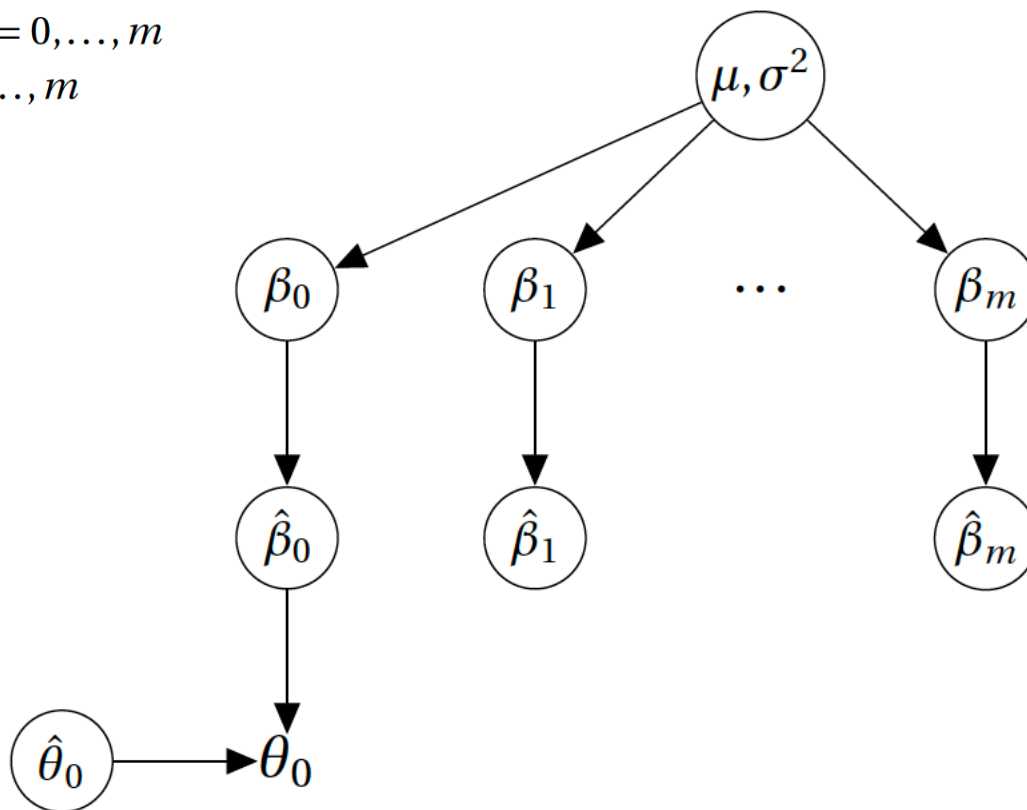 = 0,…,m
..,m
μ,σ²
β₀
β₁
…
βₘ
β̂₀
β̂₁
β̂ₘ
θ̂₀
θ₀